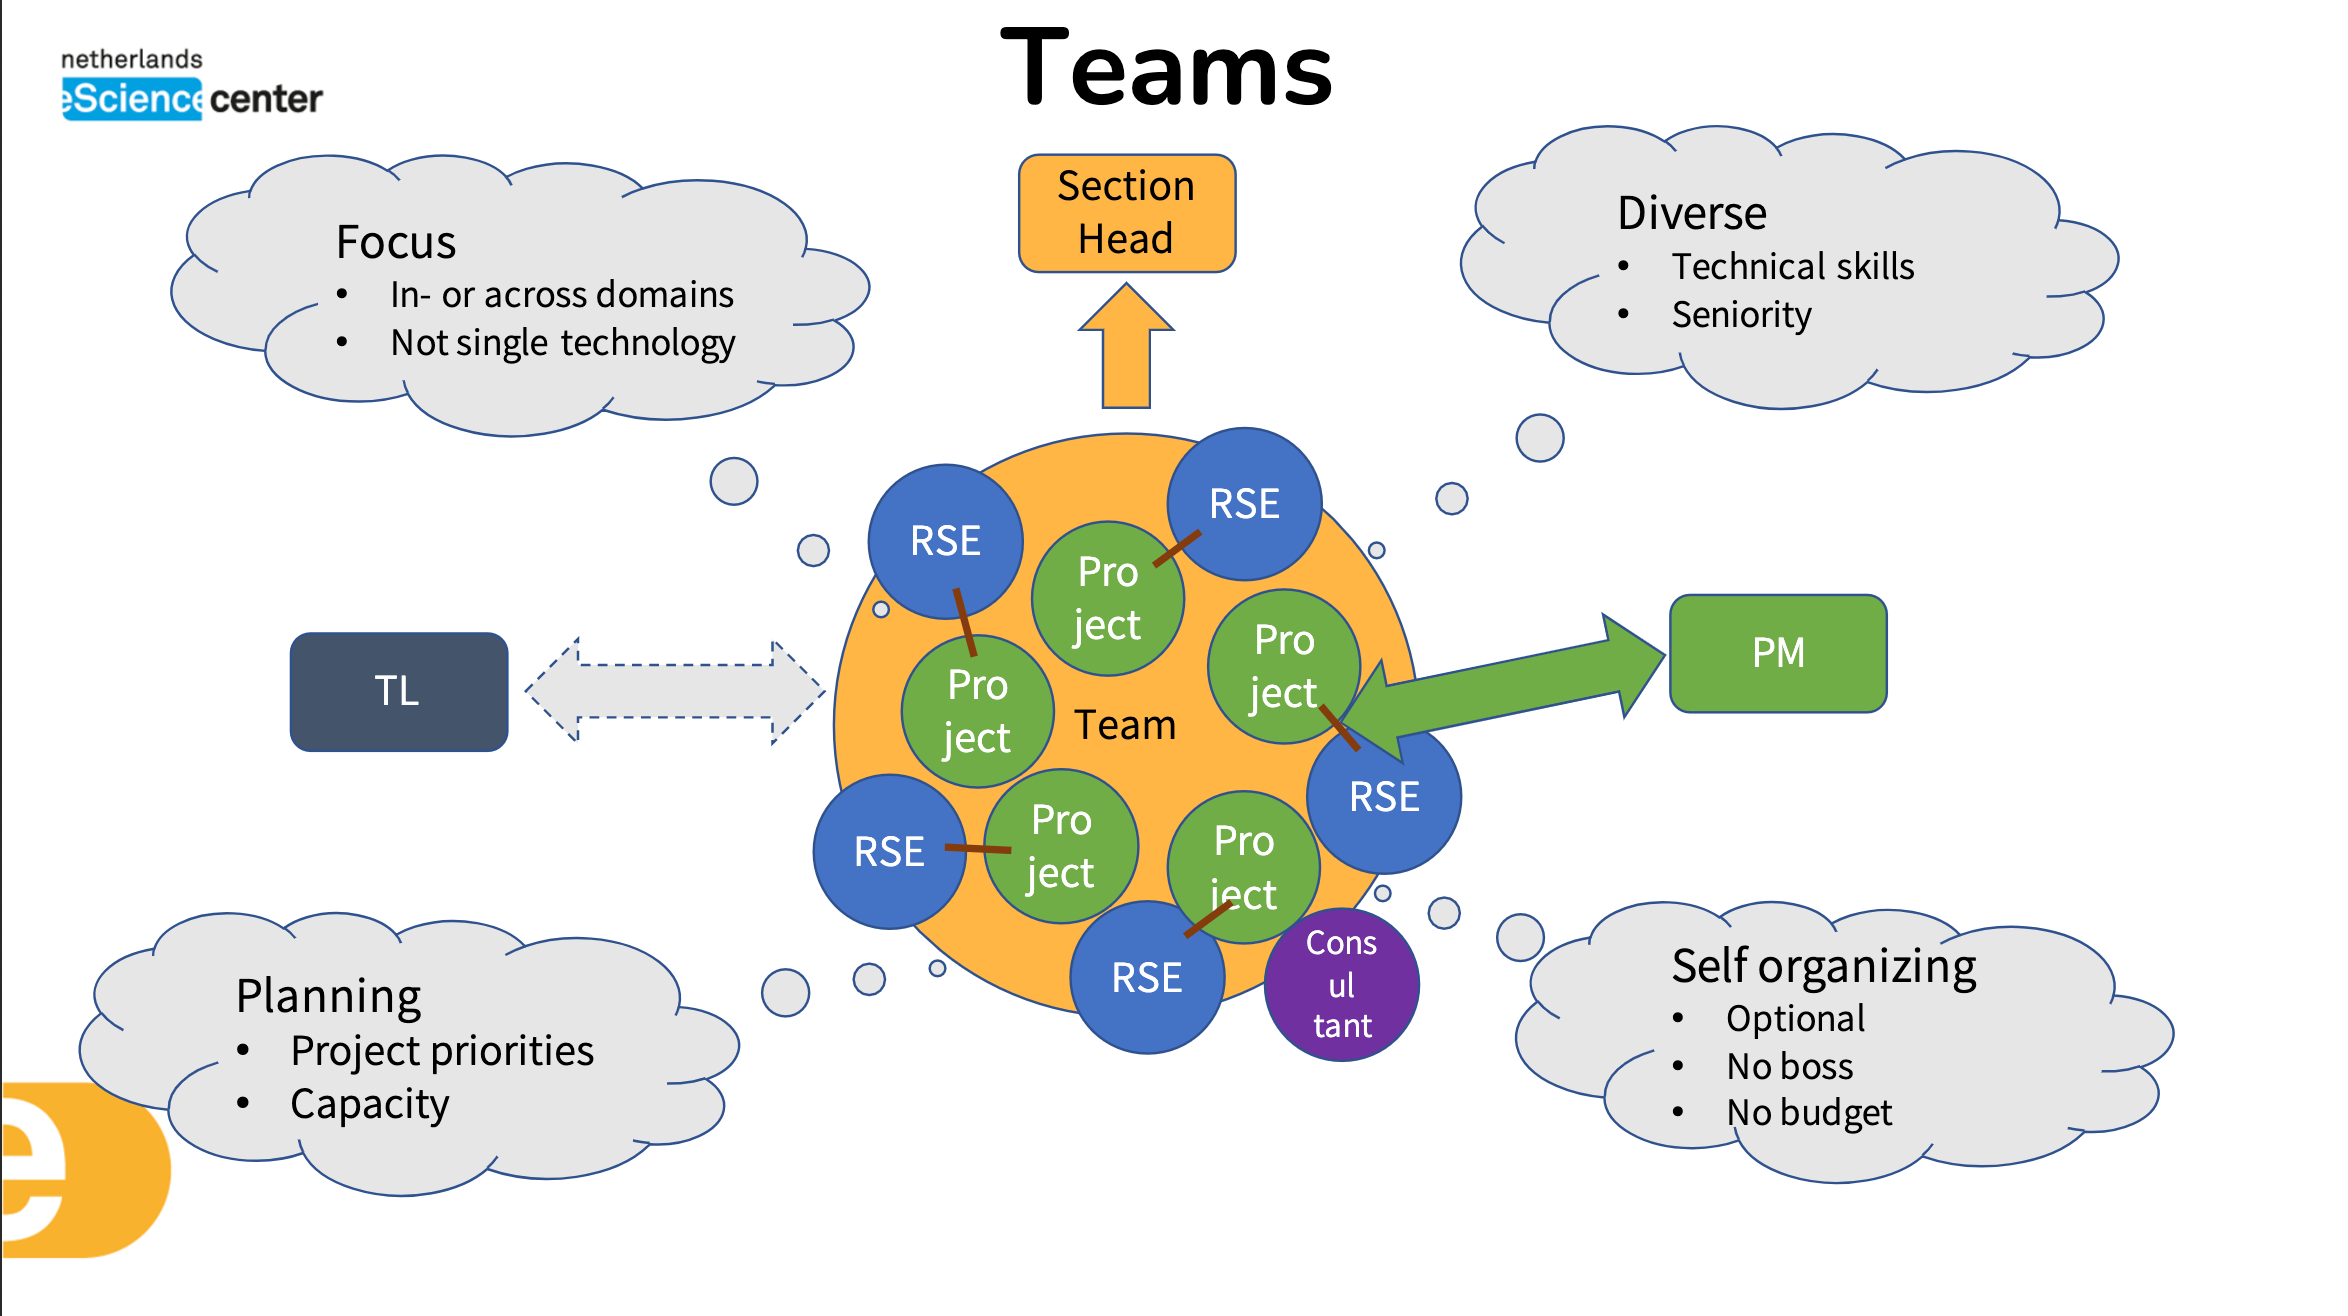 Teams
netherlands
eScience center
Section
Head
Focus
• In- or across domains
• Not single technology
Diverse
• Technical skills
• Seniority
RSE
RSE
Pro
ject
Pro
ject
Pro
ject
TL
Team
PM
RSE
RSE
Pro
ject
Pro
ject
RSE
Cons
ul
tant
Planning
• Project priorities
• Capacity
Self organizing
• Optional
• No boss
• No budget
e